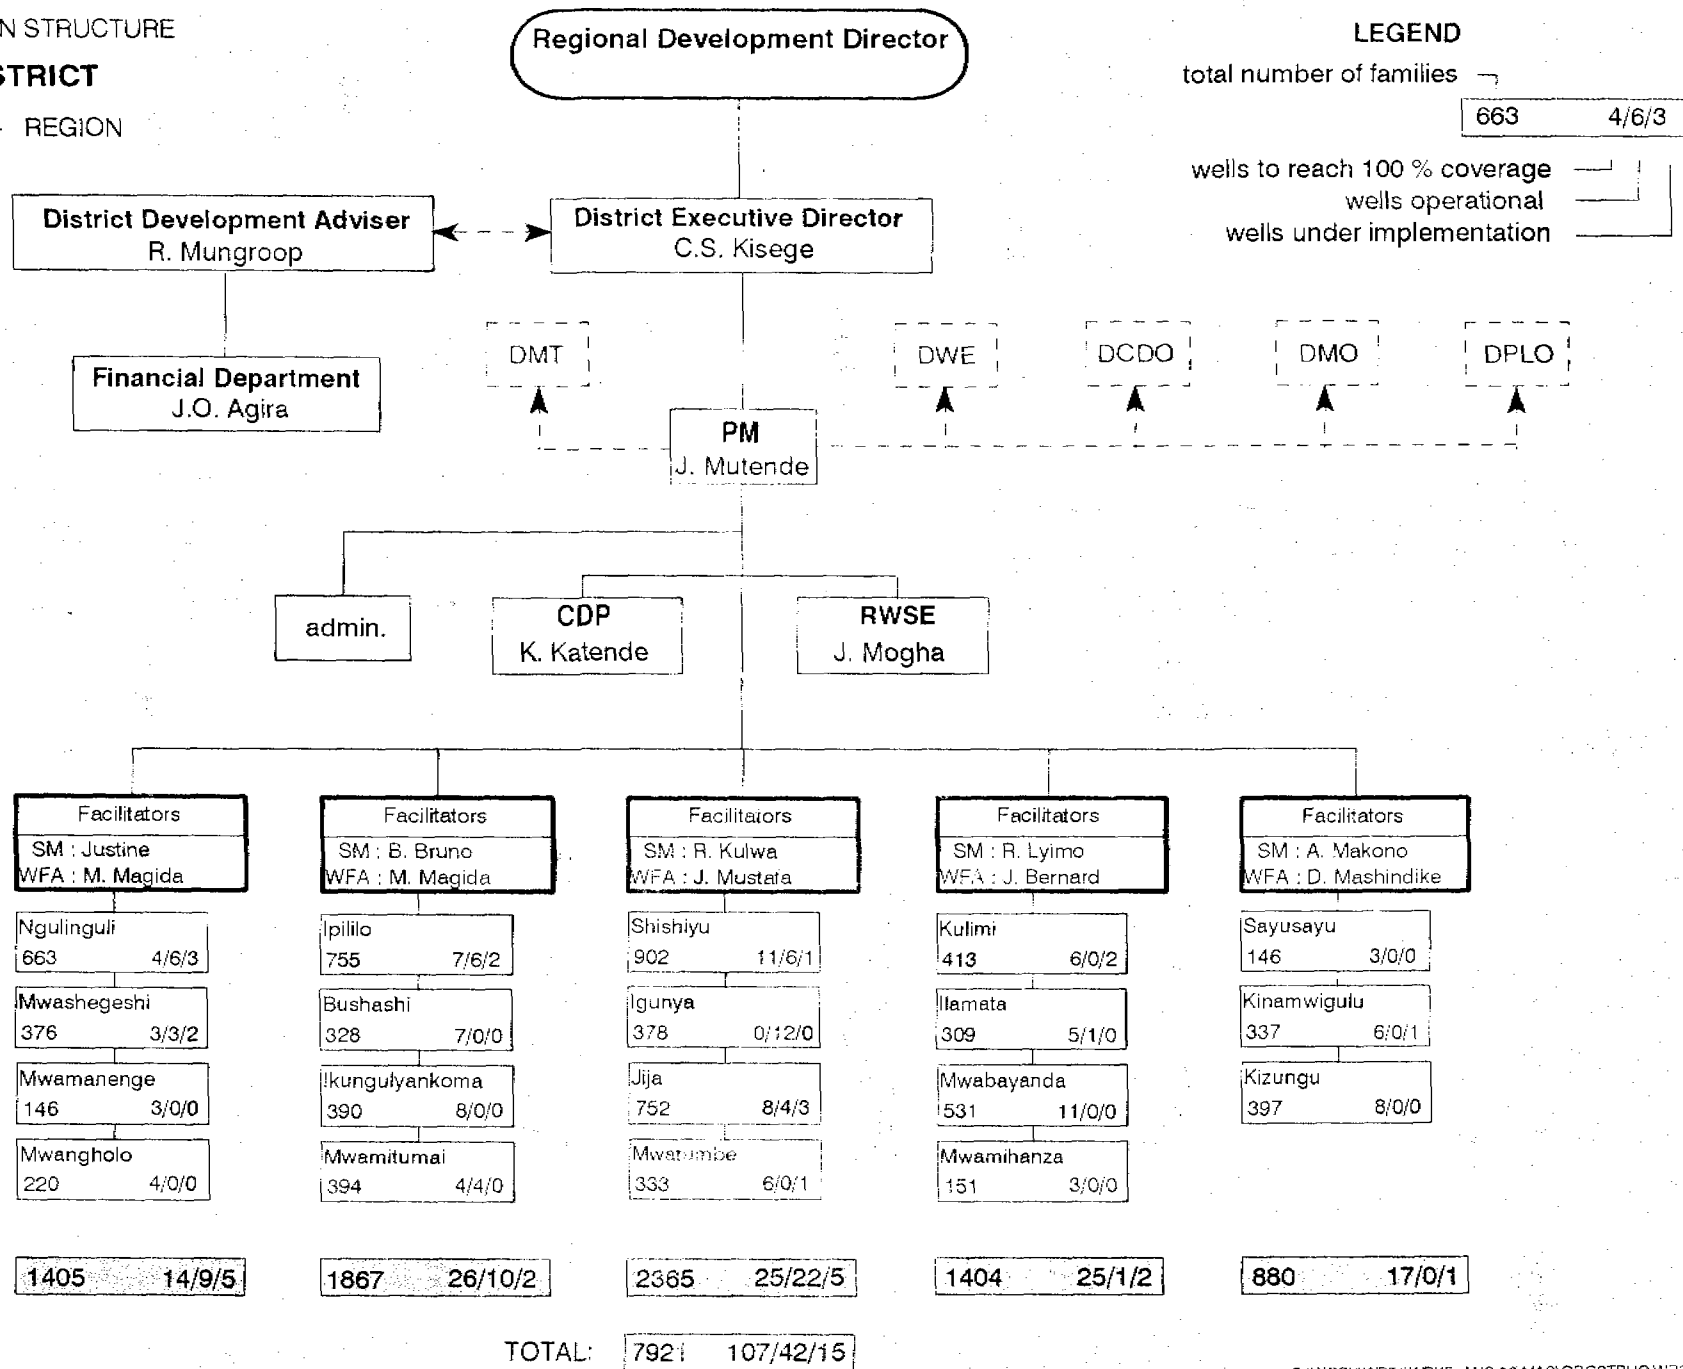 N STRUCTURE
STRICT
REGION
Regional Development Director
LEGEND
total number of families
663 4/6/3
wells to reach 100 % coverage
wells operational
wells under implementation
District Development Adviser
R. Mungroop
District Executive Director
C.S. Kisege
Financial Department
J.O. Agira
DMT
DWE
DCDO
DMO
DPLO
PM
J. Mutende
admin.
CDP
K. Katende
RWSE
J. Mogha
Facilitators
SM : Justine
WFA : M. Magida
Ngulinguli
663 4/6/3
Mwashegeshi
376 3/3/2
Mwamanenge
146 3/0/0
Mwangholo
220 4/0/0
1405 14/9/5
Facilitators
SM : B. Bruno
WFA : M. Magida
Ipililo
755 7/6/2
Bushashi
328 7/0/0
Ikungulyankoma
390 8/0/0
Mwamitumai
394 4/4/0
1867 26/10/2
Facilitators
SM : R. Kulwa
WFA : J. Mustafa
Shishiyu
902 11/6/1
Igunya
378 0/12/0
Jija
752 8/4/3
Mwatumbe
333 6/0/1
2365 25/22/5
Facilitators
SM : R. Lyimo
WFA : J. Bernard
Kulimi
413 6/0/2
Ilamata
309 5/1/0
Mwabayanda
531 11/0/0
Mwamihanza
151 3/0/0
1404 25/1/2
Facilitators
SM : A. Makono
WFA : D. Mashindike
Sayusayu
146 3/0/0
Kinamwigulu
337 6/0/1
Kizungu
397 8/0/0
880 17/0/1
TOTAL: 7921 107/42/15